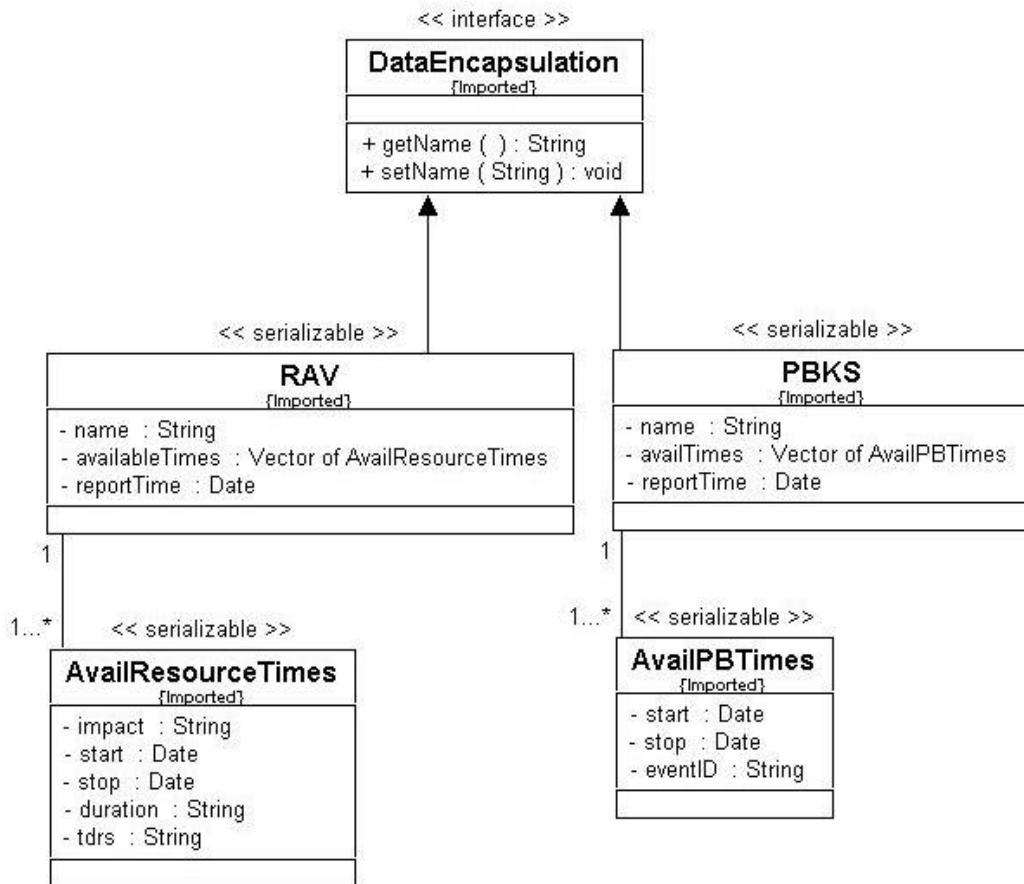 << interface >>
DataEncapsulation
{Imported}
+ getName ( ) : String
+ setName ( String ) : void
<< serializable >>
RAV
{Imported}
- name : String
- availableTimes : Vector of AvailResourceTimes
- reportTime : Date
<< serializable >>
PBKS
{Imported}
- name : String
- availTimes : Vector of AvailPBTimes
- reportTime : Date
1
1...*
<< serializable >>
AvailResourceTimes
{Imported}
- impact : String
- start : Date
- stop : Date
- duration : String
- tdrs : String
1
1...*
<< serializable >>
AvailPBTimes
{Imported}
- start : Date
- stop : Date
- eventID : String